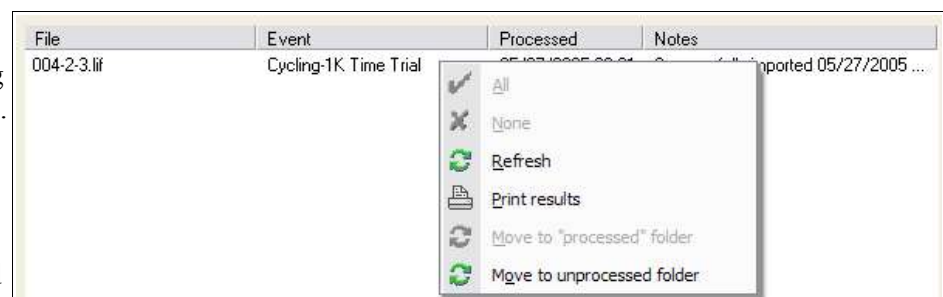 File Event Processed Notes
004-2-3.lif Cycling-1K Time Trial imported 05/27/2005 ...
All
None
Refresh
Print results
Move to "processed" folder
Move to unprocessed folder